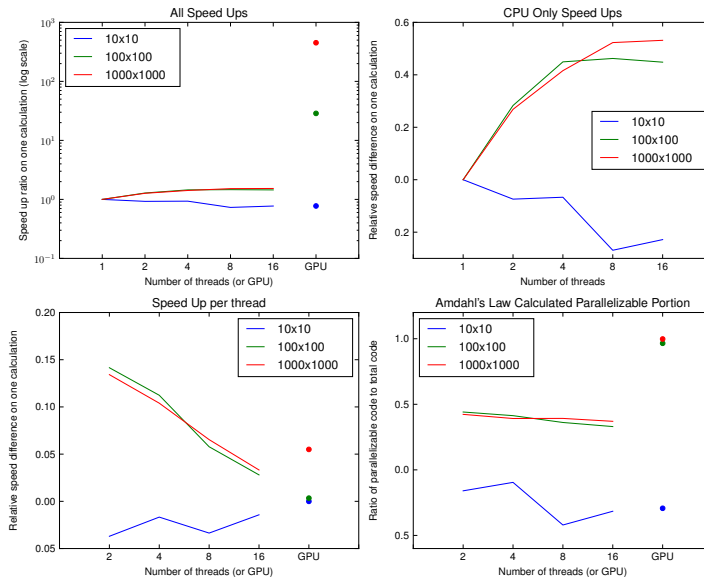 All Speed Ups
Speed up ratio on one calculation (log scale)
10^3
10^2
10^1
10^0
10^−1
10x10
100x100
1000x1000
1 2 4 8 16 GPU
Number of threads (or GPU)
CPU Only Speed Ups
Relative speed difference on one calculation
0.6
0.4
0.2
0.0
0.2
10x10
100x100
1000x1000
1 2 4 8 16
Number of threads
Speed Up per thread
Relative speed difference on one calculation
0.20
0.15
0.10
0.05
0.00
0.05
10x10
100x100
1000x1000
2 4 8 16 GPU
Number of threads (or GPU)
Amdahl's Law Calculated Parallelizable Portion
Ratio of parallelizable code to total code
1.0
0.5
0.0
0.5
10x10
100x100
1000x1000
2 4 8 16 GPU
Number of threads (or GPU)